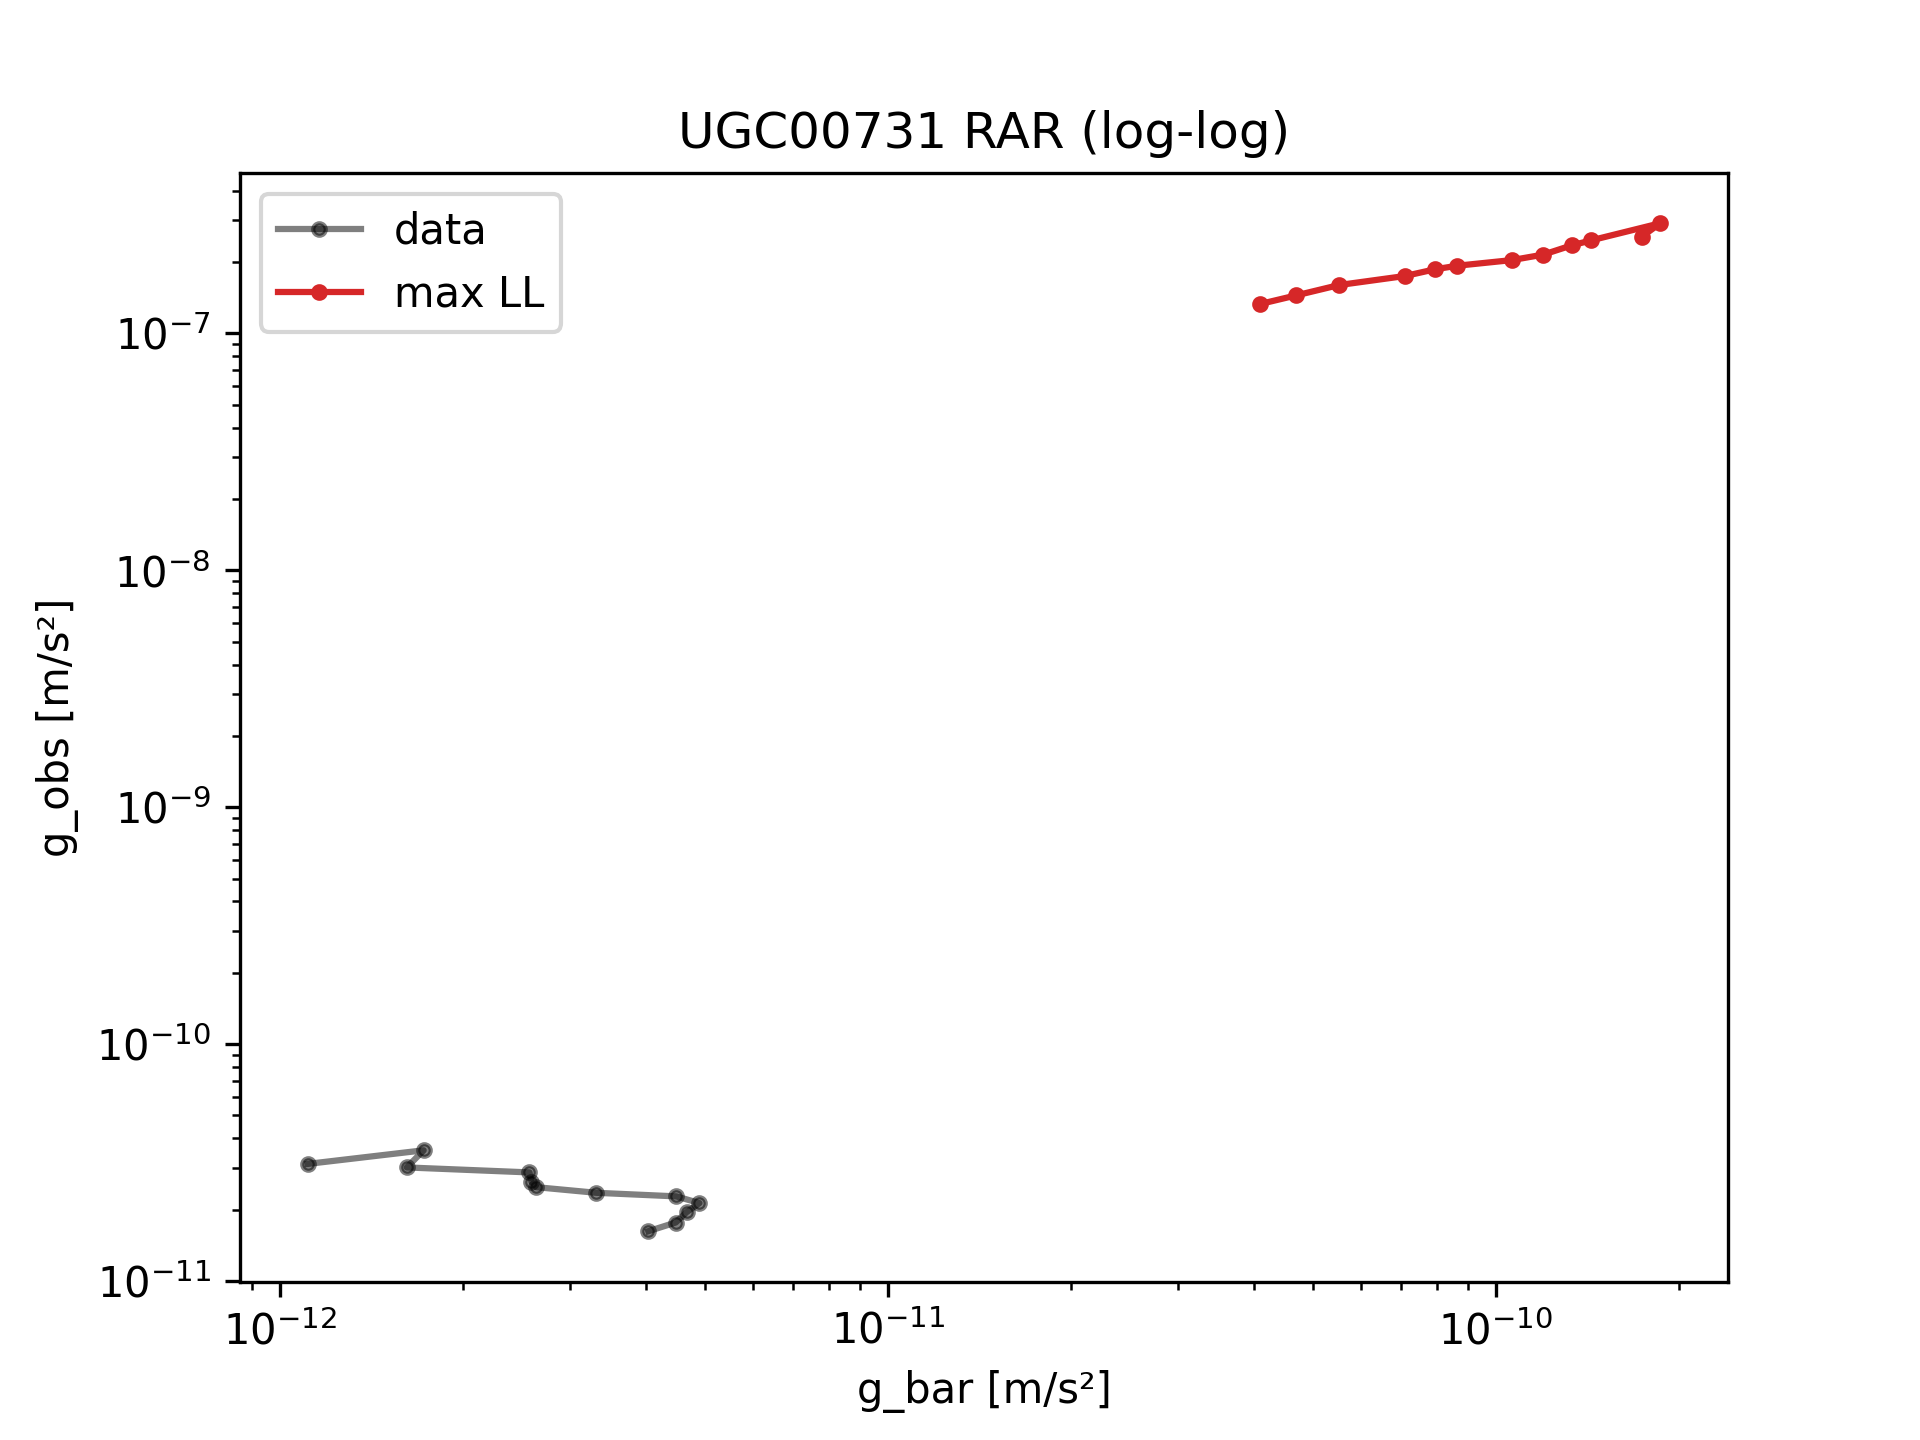 UGC00731 RAR (log-log)
data
max LL
10⁻⁷
10⁻⁸
10⁻⁹
10⁻¹⁰
10⁻¹¹
g_obs [m/s²]
10⁻¹² 10⁻¹¹ 10⁻¹⁰
g_bar [m/s²]